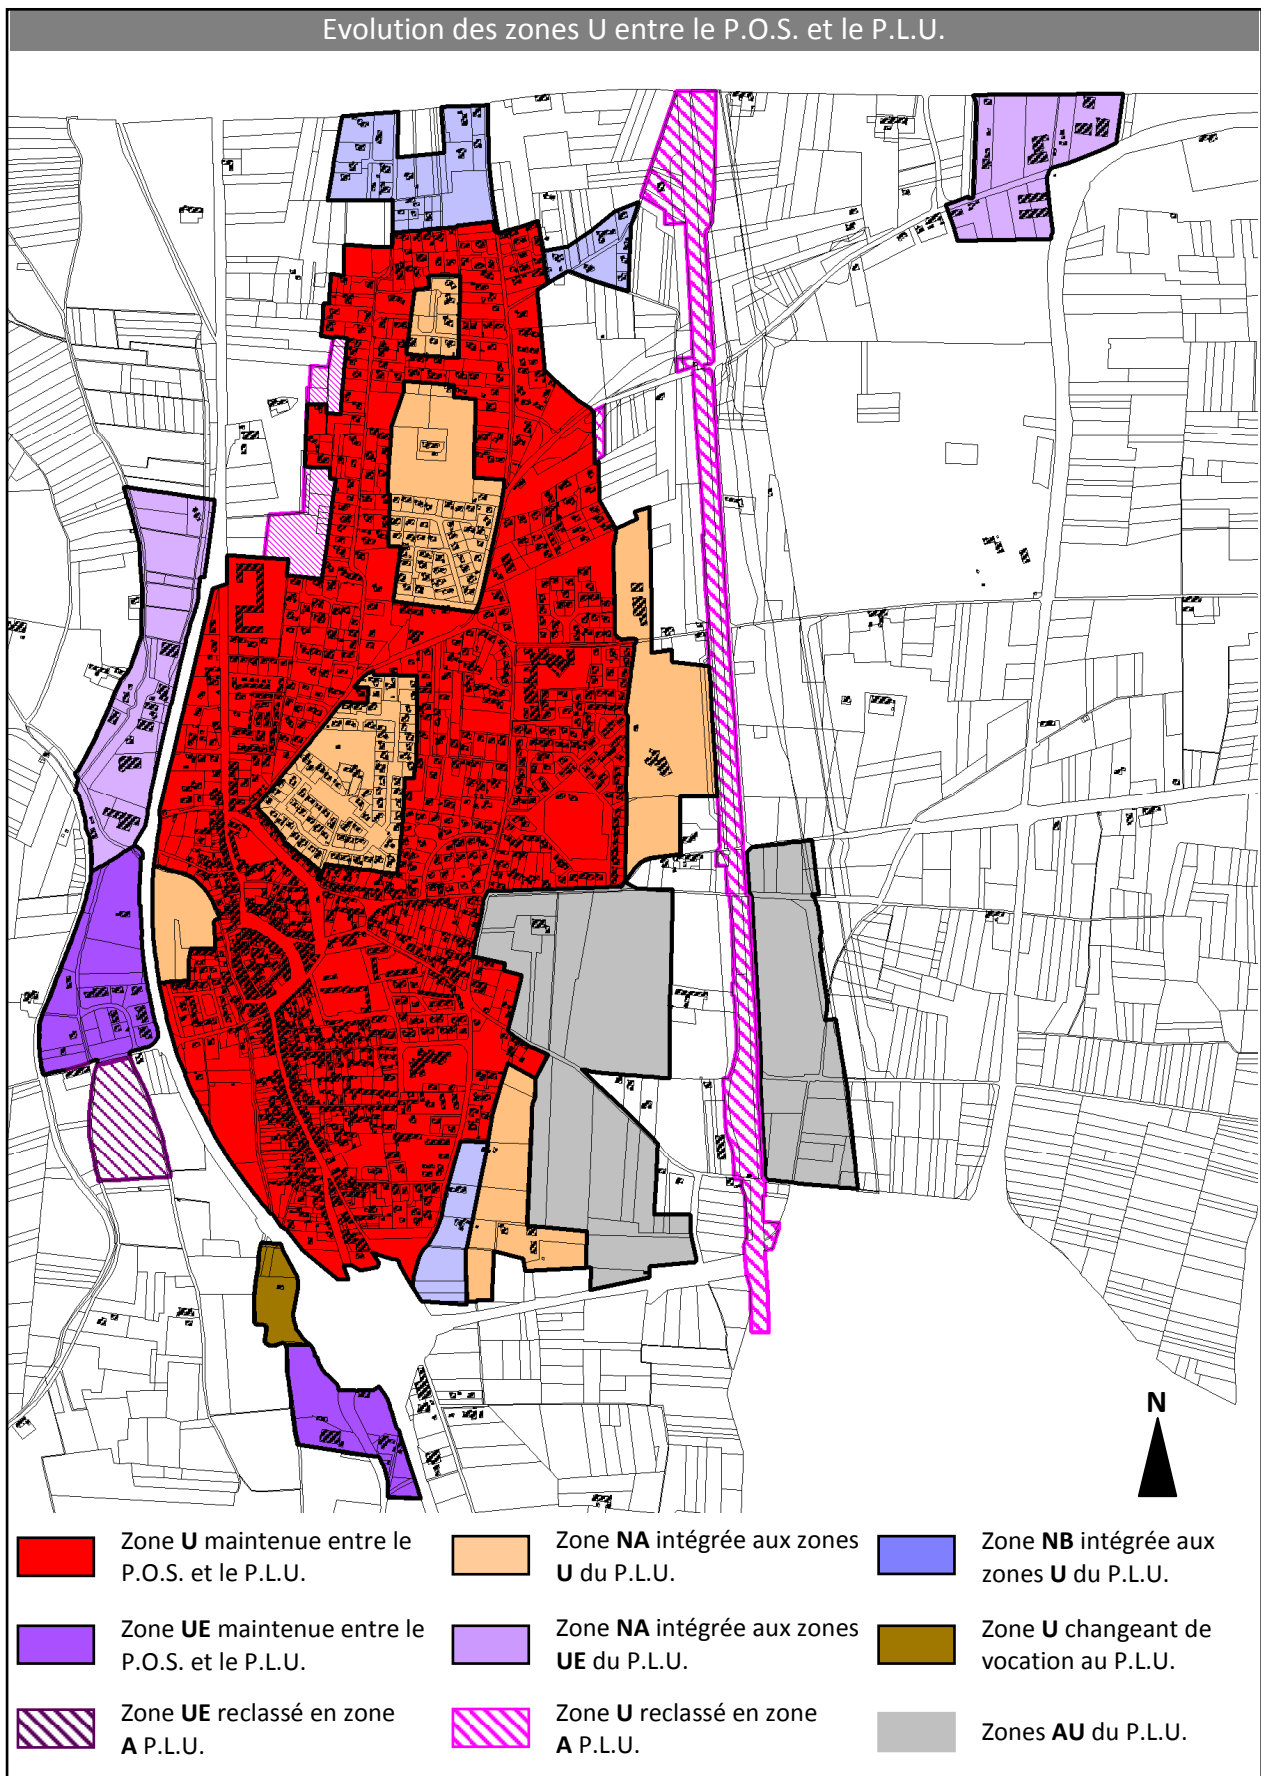 Evolution des zones U entre le P.O.S. et le P.L.U.
N
Zone U maintenue entre le
P.O.S. et le P.L.U.
Zone NA intégrée aux zones
U du P.L.U.
Zone NB intégrée aux
zones U du P.L.U.
Zone UE maintenue entre le
P.O.S. et le P.L.U.
Zone NA intégrée aux zones
UE du P.L.U.
Zone U changeant de
vocation au P.L.U.
Zone UE reclassé en zone
A P.L.U.
Zone U reclassé en zone
A P.L.U.
Zones AU du P.L.U.